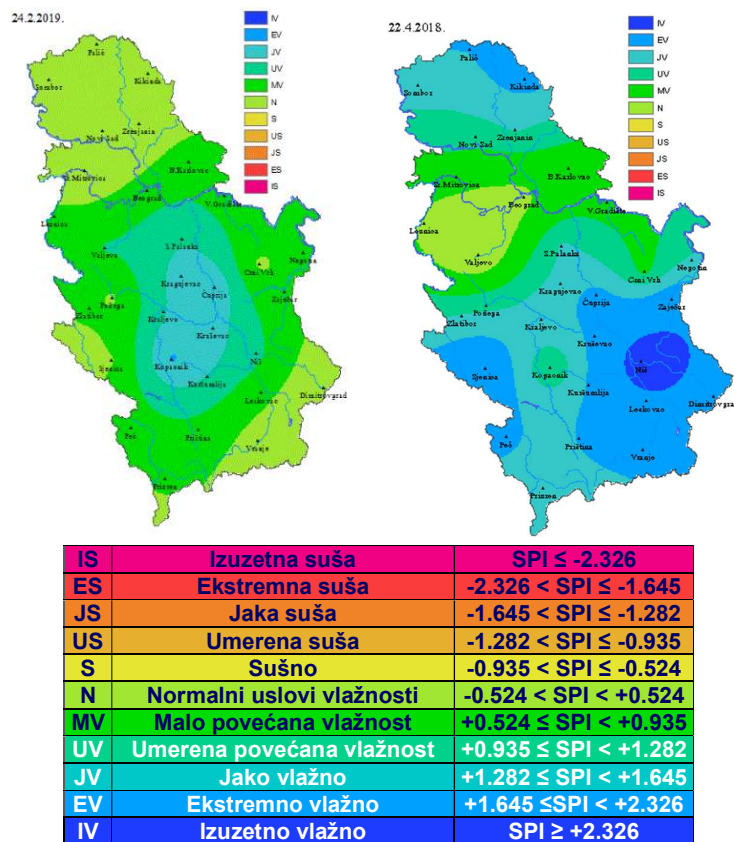 24.2.2019.
IV
EV
JV
UV
MV
N
S
US
JS
ES
IS
Palić
Sombor
Kikinda
Novi Sad
Zrenjanin
Sr.Mitrovica
B.Karlovac
Beograd
V.Gradište
Loznica
Valjevo
S.Palanka
Crni Vrh
Negotin
Kragujevac
Ćuprija
Požega
Zlatibor
Kraljevo
Zaječar
Kruševac
Sjenica
Kopaonik
Niš
Kuršumlija
Leskovac
Dimitrovgrad
Peć
Priština
Vranje
Prizren
22.4.2018.
IV
EV
JV
UV
MV
N
S
US
JS
ES
IS
Palić
Kikinda
Sombor
Novi Sad
Zrenjanin
Sr.Mitrovica
B.Karlovac
Beograd
V.Gradište
Loznica
Valjevo
S.Palanka
Crni Vrh
Negotin
Kragujevac
Ćuprija
Zaječar
Požega
Zlatibor
Kraljevo
Kruševac
Niš
Sjenica
Kopaonik
Kuršumlija
Leskovac
Dimitrovgra
Peć
Priština
Vranje
Prizren
IS Izuzetna suša SPI ≤ -2.326
ES Ekstremna suša -2.326 < SPI ≤ -1.645
JS Jaka suša -1.645 < SPI ≤ -1.282
US Umerena suša -1.282 < SPI ≤ -0.935
S Sušno -0.935 < SPI ≤ -0.524
N Normalni uslovi vlažnosti -0.524 < SPI < +0.524
MV Malo povećana vlažnost +0.524 ≤ SPI < +0.935
UV Umerena povećana vlažnost +0.935 ≤ SPI < +1.282
JV Jako vlažno +1.282 ≤ SPI < +1.645
EV Ekstremno vlažno +1.645 ≤SPI < +2.326
IV Izuzetno vlažno SPI ≥ +2.326